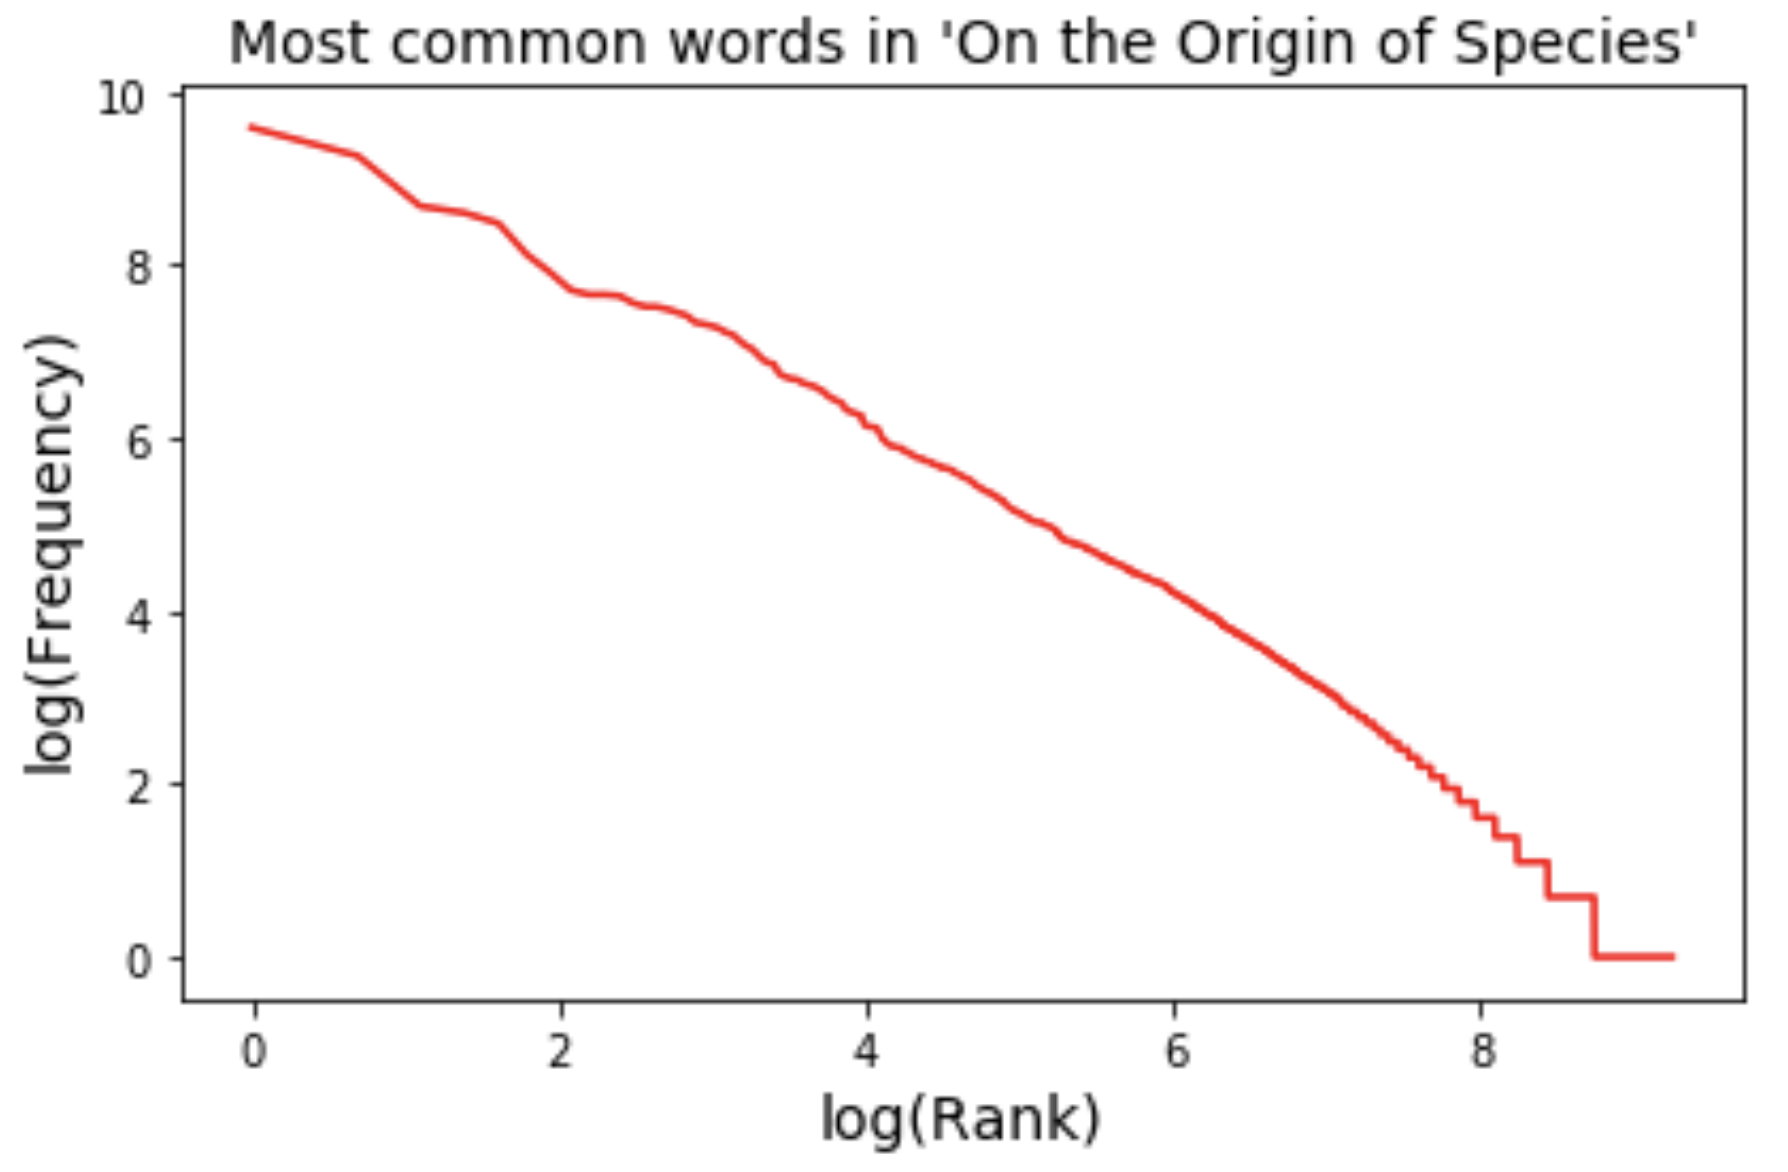 Most common words in 'On the Origin of Species'
10
8
6
4
2
0
log(Frequency)
0 2 4 6 8
log(Rank)